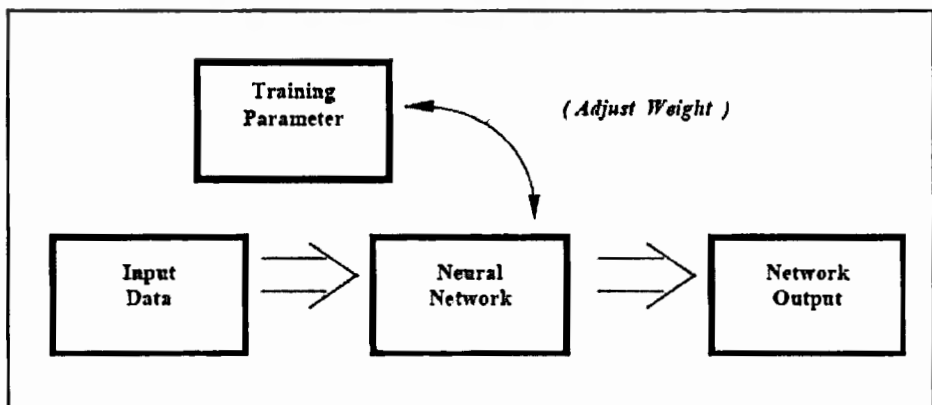 Training
Parameter
( Adjust Weight )
Input
Data
Neural
Network
Network
Output